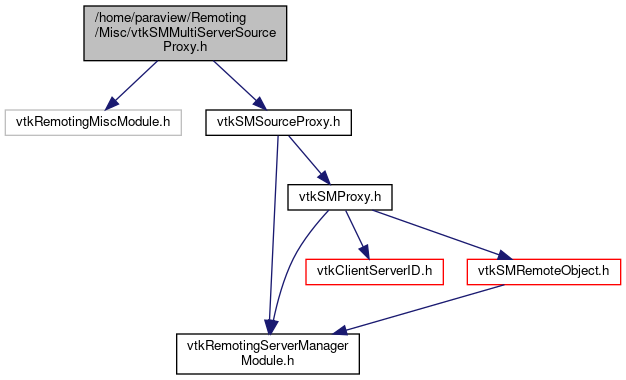 /home/paraview/Remoting
/Misc/vtkSMMultiServerSource
Proxy.h
vtkRemotingMiscModule.h
vtkSMSourceProxy.h
vtkSMProxy.h
vtkClientServerID.h
vtkSMRemoteObject.h
vtkRemotingServerManager
Module.h